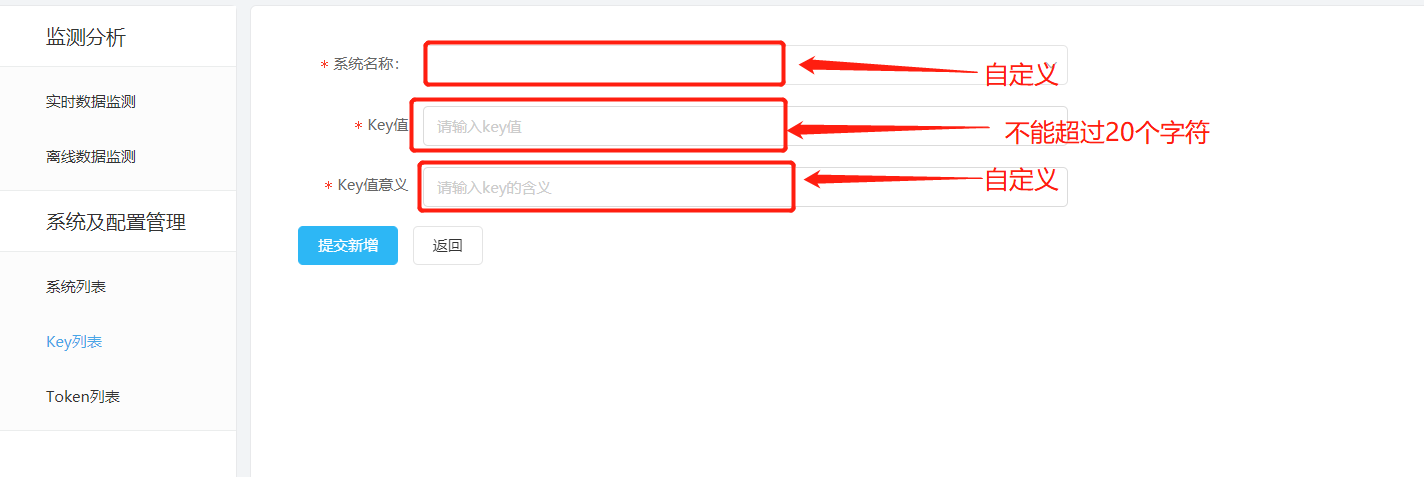 监测分析
实时数据监测
离线数据监测
系统及配置管理
系统列表
Key列表
Token列表
* 系统名称：
自定义
* Key值
请输入key值
不能超过20个字符
* Key值意义
请输入key的含义
自定义
提交新增
返回